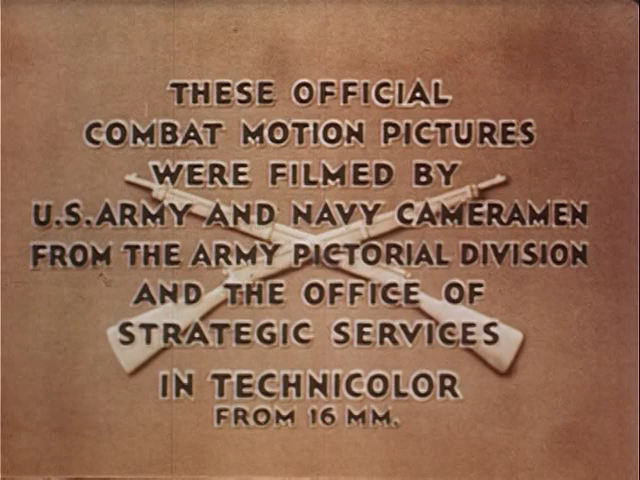 THESE OFFICIAL
COMBAT MOTION PICTURES
WERE FILMED BY
U.S. ARMY AND NAVY CAMERAMEN
FROM THE ARMY PICTORIAL DIVISION
AND THE OFFICE OF
STRATEGIC SERVICES
IN TECHNICOLOR
FROM 16 MM.